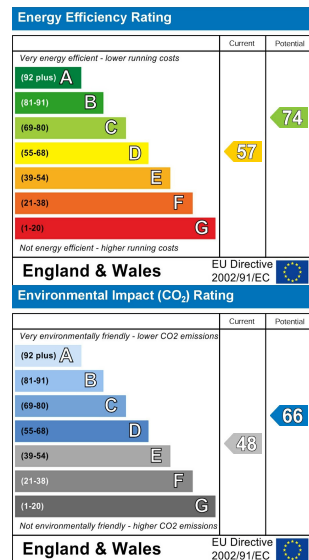 Energy Efficiency Rating
Current Potential
Very energy efficient - lower running costs
(92 plus) A
(81-91) B
(69-80) C
(55-68) D
(39-54) E
(21-38) F
(1-20) G
57
74
Not energy efficient - higher running costs
England & Wales
EU Directive
2002/91/EC
Environmental Impact (CO₂) Rating
Current Potential
Very environmentally friendly - lower CO2 emissions
(92 plus) A
(81-91) B
(69-80) C
(55-68) D
(39-54) E
(21-38) F
(1-20) G
48
66
Not environmentally friendly - higher CO2 emissions
England & Wales
EU Directive
2002/91/EC